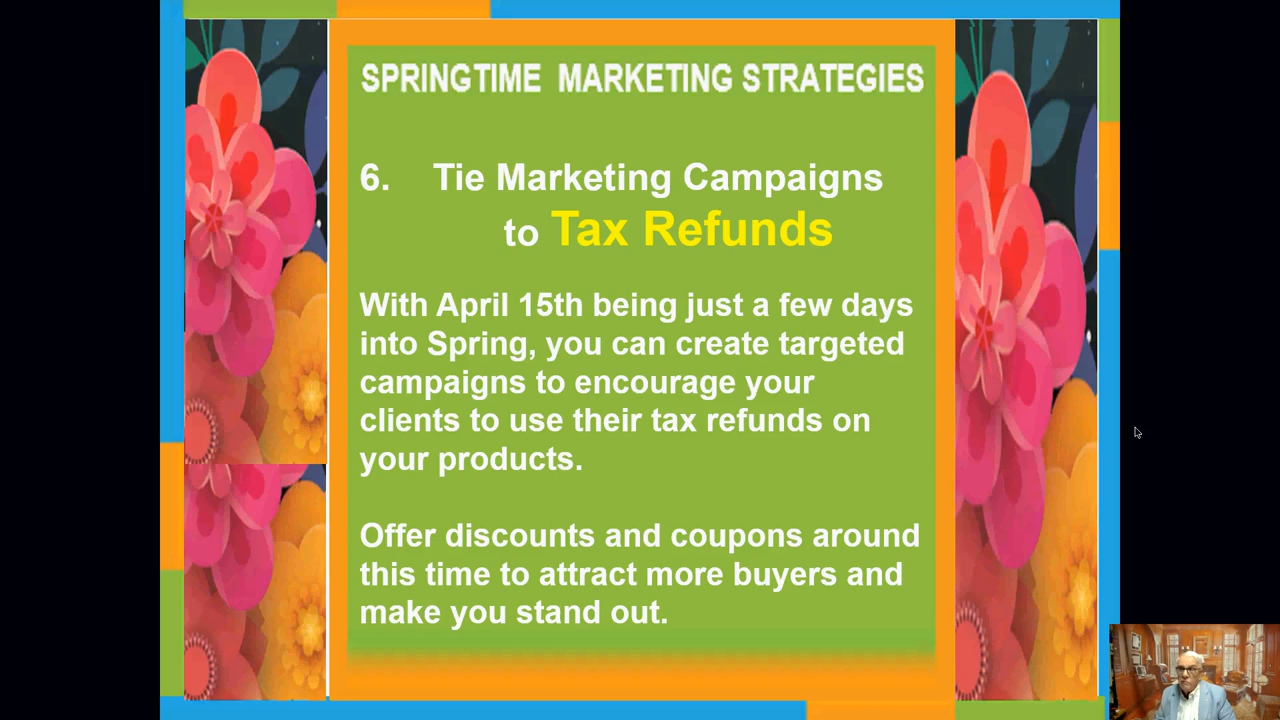 SPRINGTIME MARKETING STRATEGIES
6. Tie Marketing Campaigns
to Tax Refunds
With April 15th being just a few days
into Spring, you can create targeted
campaigns to encourage your
clients to use their tax refunds on
your products.
Offer discounts and coupons around
this time to attract more buyers and
make you stand out.